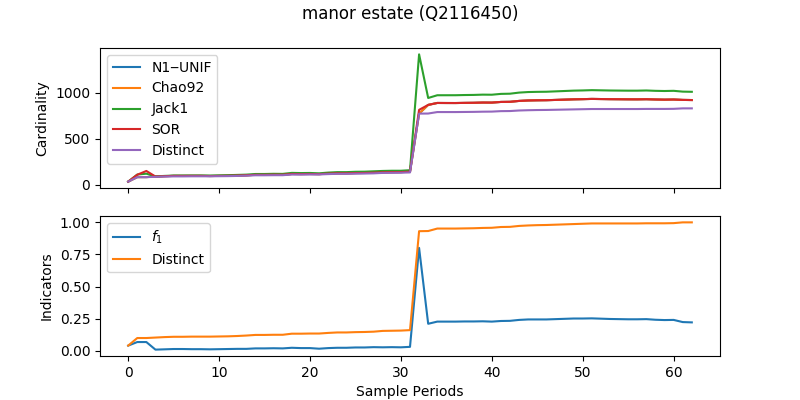 manor estate (Q2116450)
Cardinality
1000
500
0
N1−UNIF
Chao92
Jack1
SOR
Distinct
Indicators
1.00
0.75
0.50
0.25
0.00
f1
Distinct
0 10 20 30 40 50 60
Sample Periods